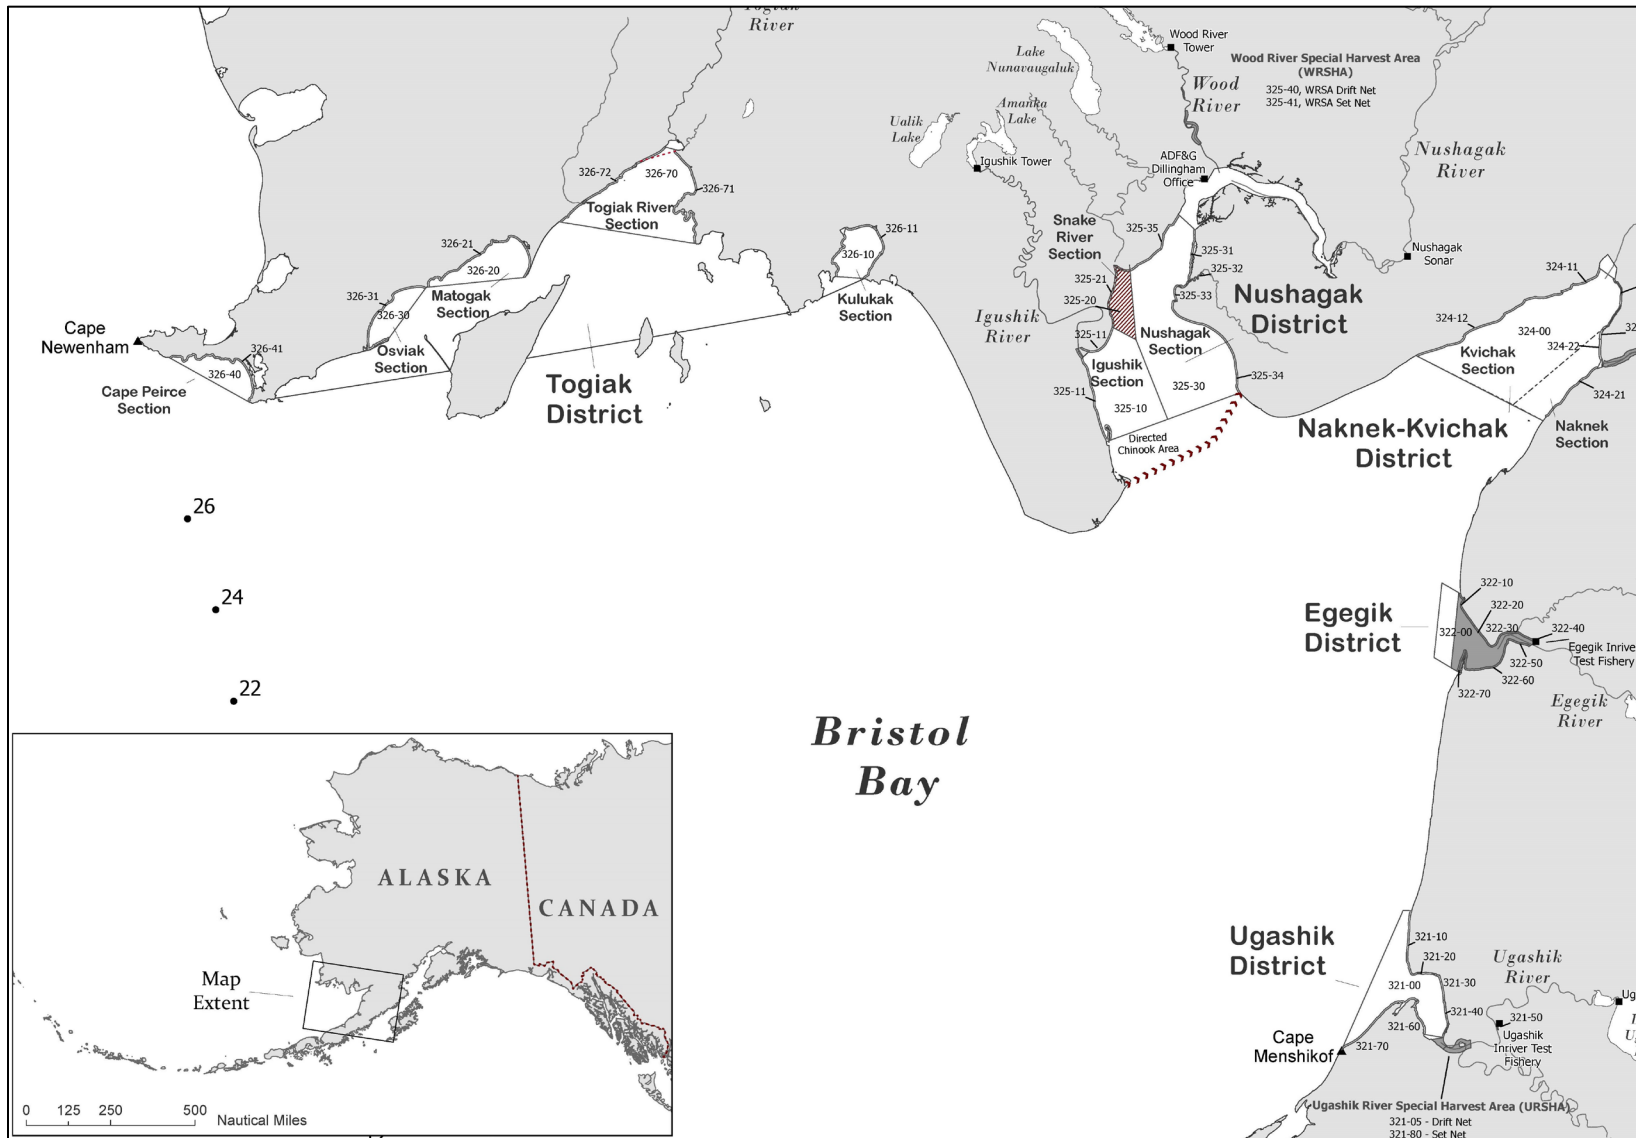 Togiak
River
Wood River
Tower
Lake
Nunavaugaluk
Wood River Special Harvest Area
(WRSHA)
325-40, WRSA Drift Net
325-41, WRSA Set Net
Wood
River
Amanka
Lake
Ualik
Lake
Igushik Tower
ADF&G
Dillingham
Office
Nushagak
River
326-72
326-70
326-71
Togiak River
Section
326-21
326-20
326-11
326-10
Snake
River
Section
325-35
325-31
325-32
325-33
325-21
325-20
Nushagak
Sonar
Nushagak
District
324-11
326-31
326-30
Matogak
Section
Kulukak
Section
Cape
Newenham
326-41
326-40
Osviak
Section
Cape Peirce
Section
Togiak
District
Igushik
River
325-11
Nushagak
Section
Igushik
Section
325-11
325-10
325-30
325-34
Directed
Chinook Area
324-12
324-00
324-22
Kvichak
Section
324-21
Naknek-Kvichak
District
Naknek
Section
26
24
22
Egegik
District
322-10
322-20
322-00
322-30
322-40
Egegik Inrive
Test Fishery
322-50
322-60
322-70
Egegik
River
Bristol
Bay
ALASKA
CANADA
Map
Extent
0 125 250 500
Nautical Miles
Ugashik
District
321-10
321-20
321-30
321-00
321-40
321-60
321-70
Cape
Menshikof
Ugashik
River
321-50
Ugashik
Inriver Test
Fishery
Ug
Ugashik River Special Harvest Area (URSHA)
321-05 - Drift Net
321-80 - Set Net